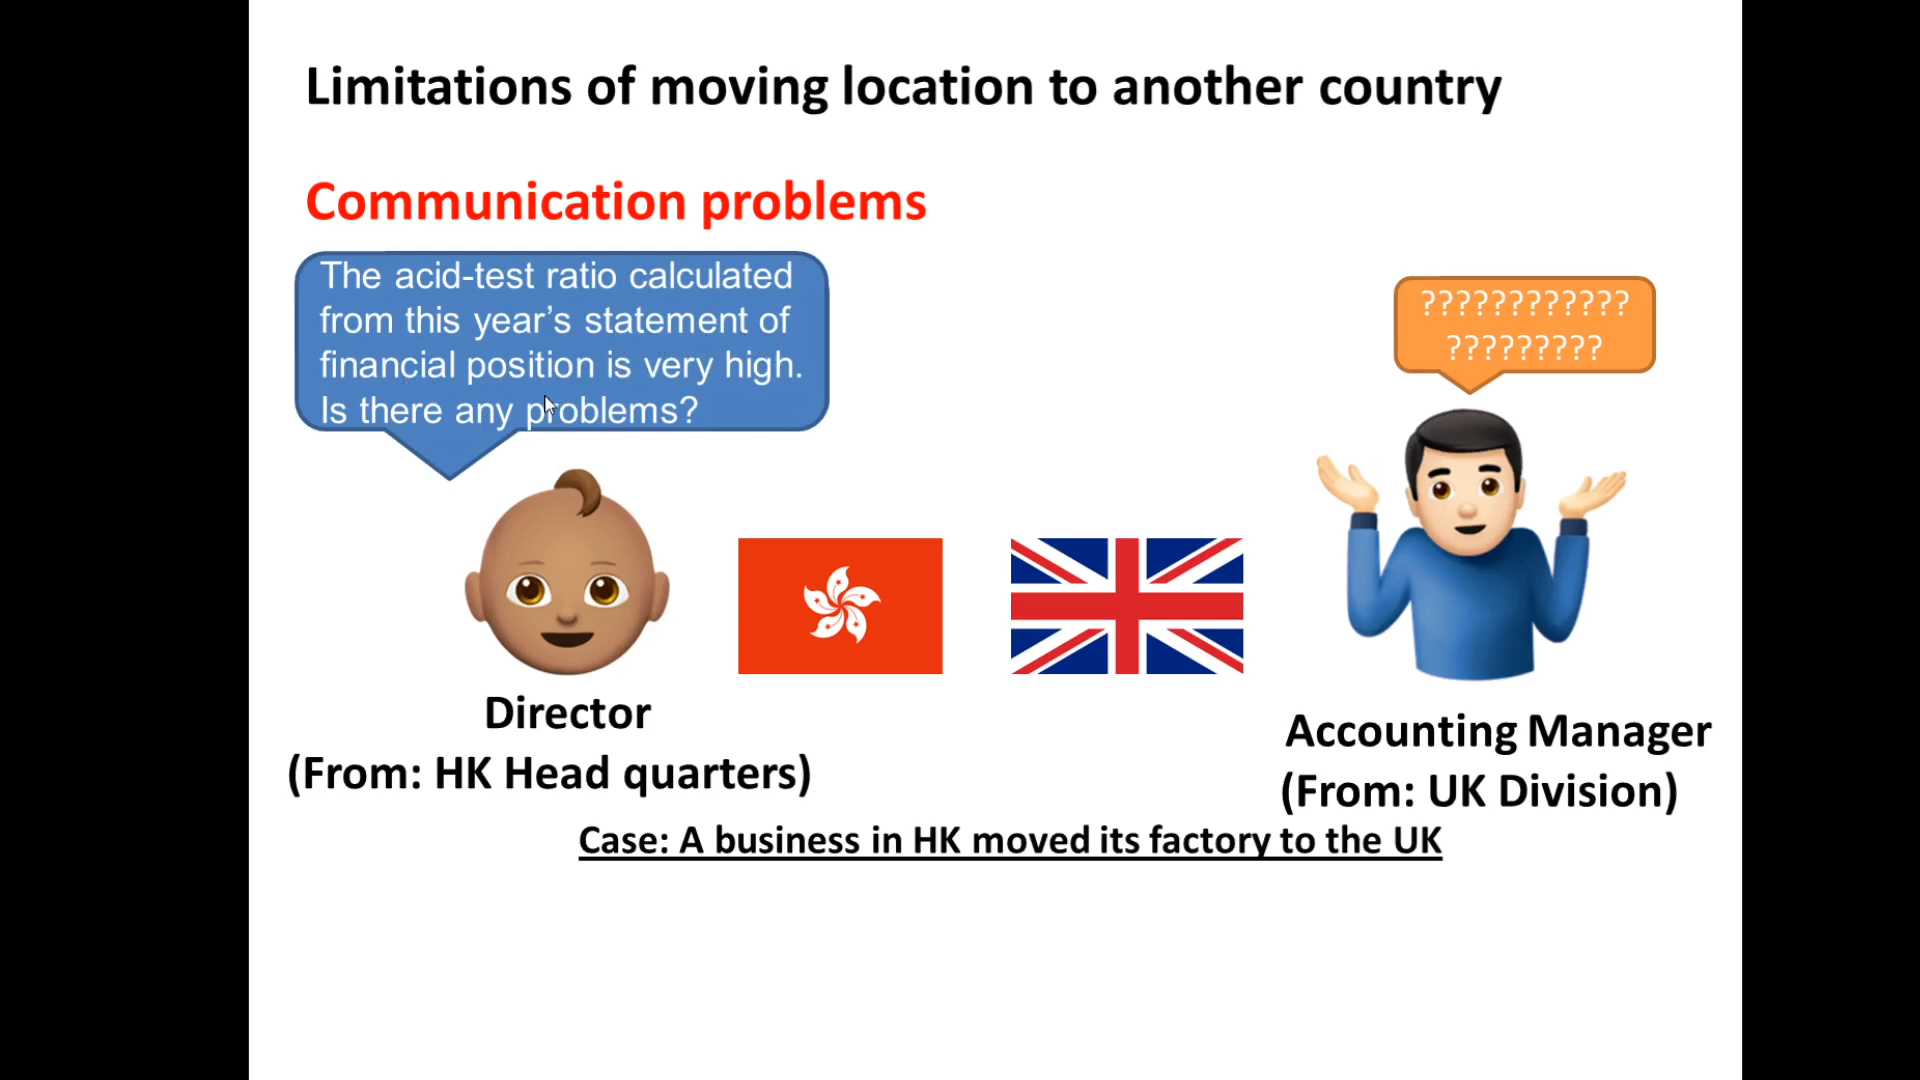 Limitations of moving location to another country
Communication problems
The acid-test ratio calculated
from this year’s statement of
financial position is very high.
Is there any problems?
????????????
?????????
Director
(From: HK Head quarters)
Accounting Manager
(From: UK Division)
Case: A business in HK moved its factory to the UK